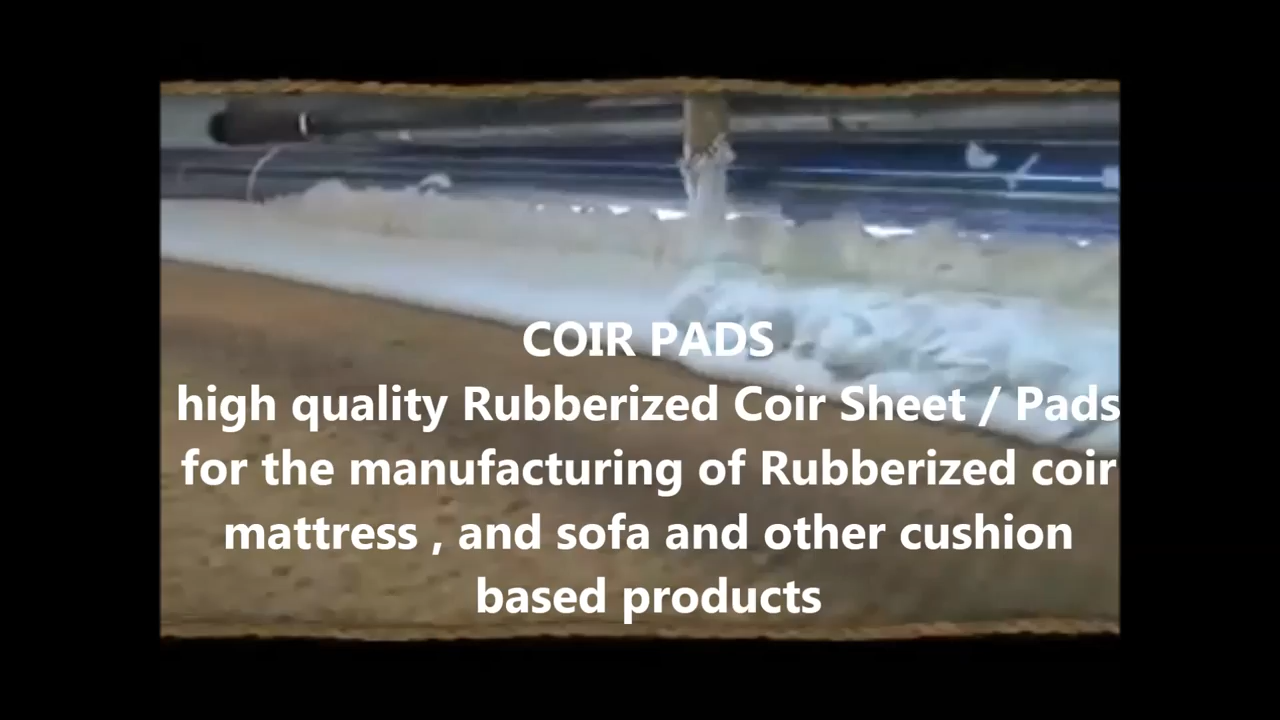 COIR PADS
high quality Rubberized Coir Sheet / Pads
for the manufacturing of Rubberized coir
mattress , and sofa and other cushion
based products